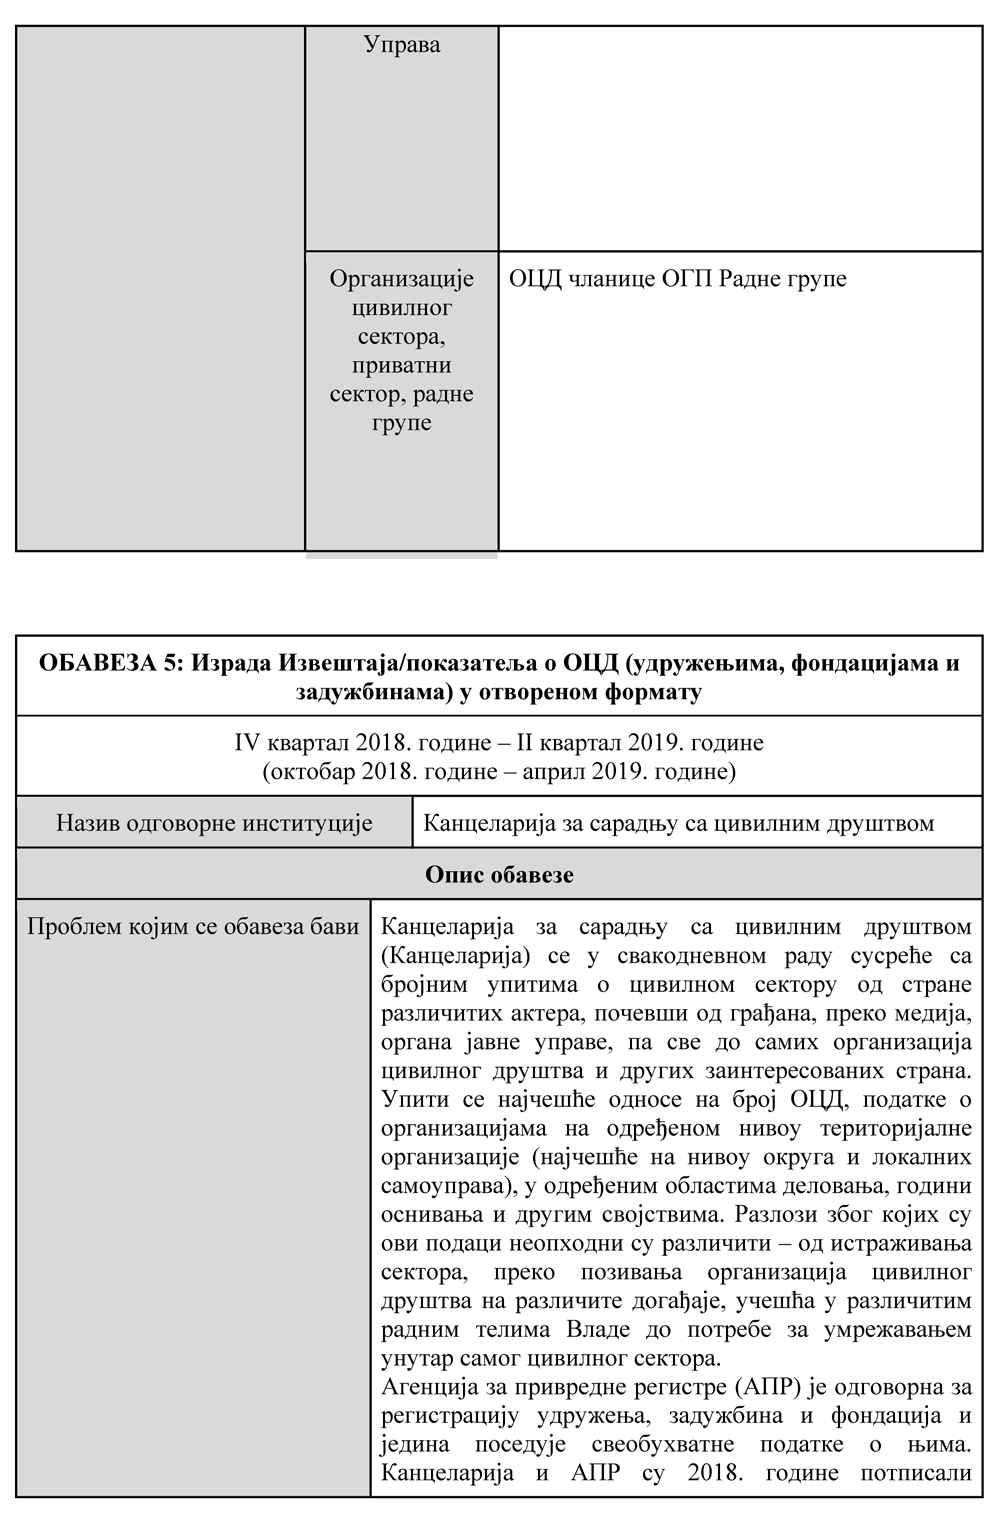 Управа
Организације
цивилног
сектора,
приватни
сектор, радне
групе
ОЦД чланице ОГП Радне групе
ОБАВЕЗА 5: Израда Извештаја/показатеља о ОЦД (удружењима, фондацијама и
задужбинама) у отвореном формату
IV квартал 2018. године – II квартал 2019. године
(октобар 2018. године – април 2019. године)
Назив одговорне институције
Канцеларија за сарадњу са цивилним друштвом
Опис обавезе
Проблем којим се обавеза бави
Канцеларија за сарадњу са цивилним друштвом
(Канцеларија) се у свакодневном раду сусреће са
бројним упитима о цивилном сектору од стране
различитих актера, почевши од грађана, преко медија,
органа јавне управе, па све до самих организација
цивилног друштва и других заинтересованих страна.
Упити се најчешће односе на број ОЦД, податке о
организацијама на одређеном нивоу територијалне
организације (најчешће на нивоу округа и локалних
самоуправа), у одређеним областима деловања, години
оснивања и другим својствима. Разлози због којих су
ови подаци неопходни су различити – од истраживања
сектора, преко позивања организација цивилног
друштва на различите догађаје, учешћа у различитим
радним телима Владе до потребе за умрежавањем
унутар самог цивилног сектора.
Агенција за привредне регистре (АПР) је одговорна за
регистрацију удружења, задужбина и фондација и
једина поседује свеобухватне податке о њима.
Канцеларија и АПР су 2018. године потписали